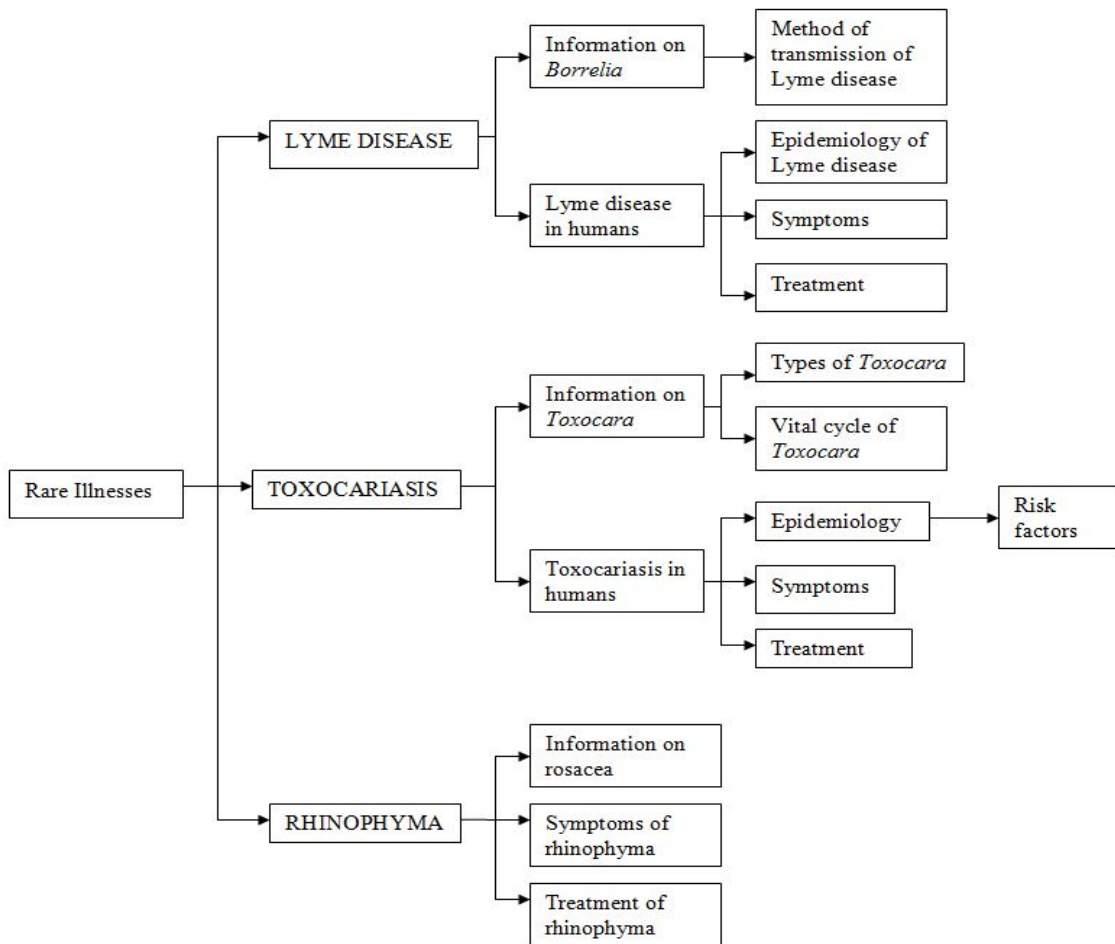 Information on
Borrelia
Method of
transmission of
Lyme disease
LYME DISEASE
Epidemiology of
Lyme disease
Lyme disease
in humans
Symptoms
Treatment
Types of Toxocara
Information on
Toxocara
Vital cycle of
Toxocara
Rare Illnesses
TOXOCARIASIS
Epidemiology
Risk
factors
Toxocariasis in
humans
Symptoms
Treatment
Information on
rosacea
RHINOPHYMA
Symptoms of
rhinophyma
Treatment of
rhinophyma